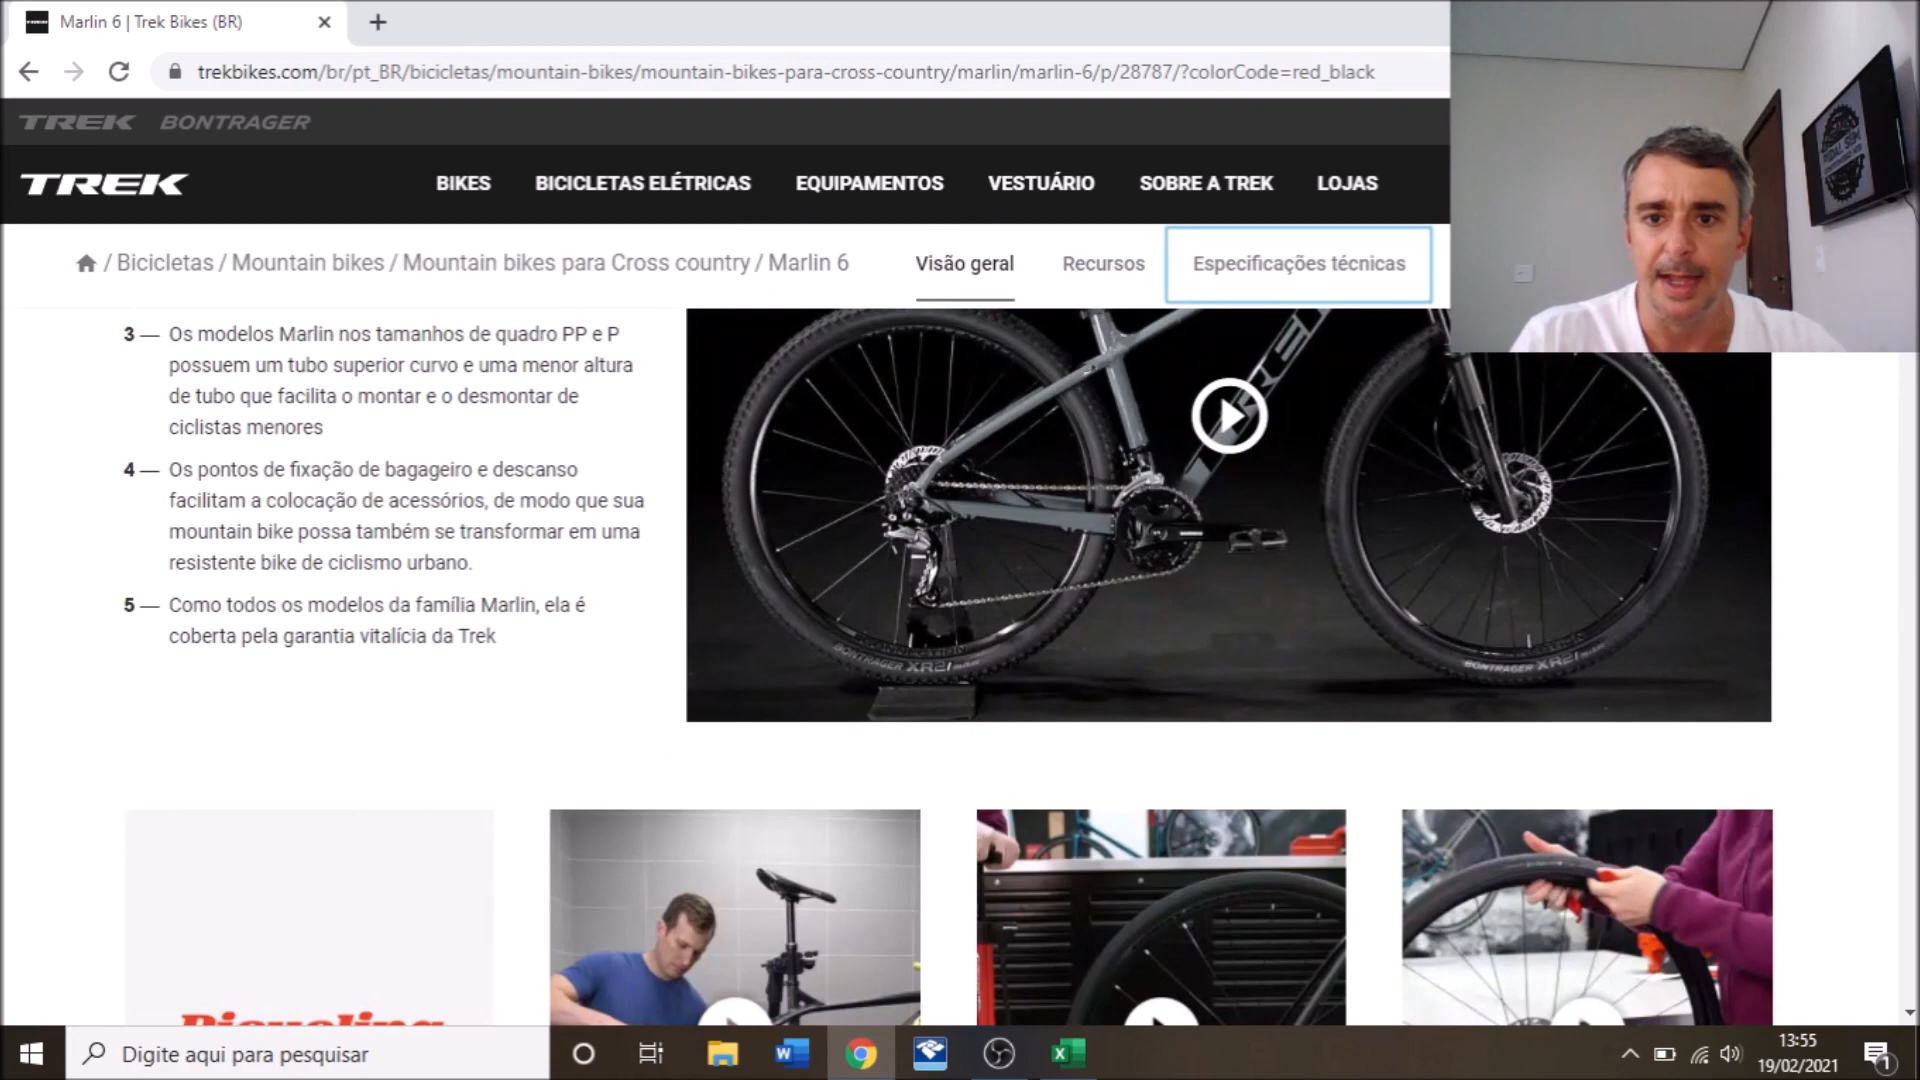 Marlin 6 | Trek Bikes (BR)
trekbikes.com/br/pt_BR/bicicletas/mountain-bikes/mountain-bikes-para-cross-country/marlin/marlin-6/p/28787/?colorCode=red_black
TREK BONTRAGER
TREK BIKES BICICLETAS ELÉTRICAS EQUIPAMENTOS VESTUÁRIO SOBRE A TREK LOJAS
/ Bicicletas / Mountain bikes / Mountain bikes para Cross country / Marlin 6 Visão geral Recursos Especificações técnicas
3 — Os modelos Marlin nos tamanhos de quadro PP e P
possuem um tubo superior curvo e uma menor altura
de tubo que facilita o montar e o desmontar de
ciclistas menores
4 — Os pontos de fixação de bagageiro e descanso
facilitam a colocação de acessórios, de modo que sua
mountain bike possa também se transformar em uma
resistente bike de ciclismo urbano.
5 — Como todos os modelos da família Marlin, ela é
coberta pela garantia vitalícia da Trek
TREK
BONTRAGER XR2
BONTRAGER XR2
Bicycling
Digite aqui para pesquisar
13:55
19/02/2021
1